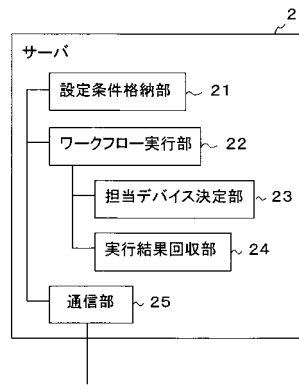 2
サーバ
設定条件格納部 21
ワークフロー実行部 22
担当デバイス決定部 23
実行結果回収部 24
通信部 25